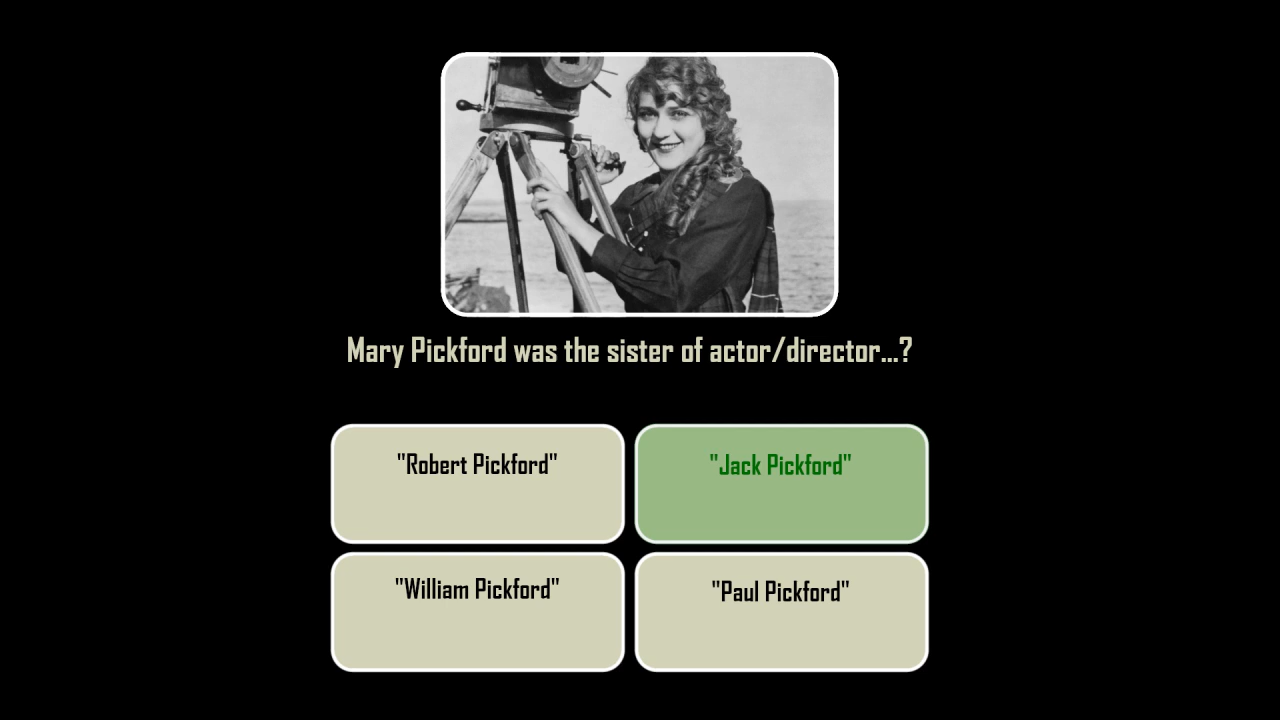 Mary Pickford was the sister of actor/director...?
"Robert Pickford"
"Jack Pickford"
"William Pickford"
"Paul Pickford"